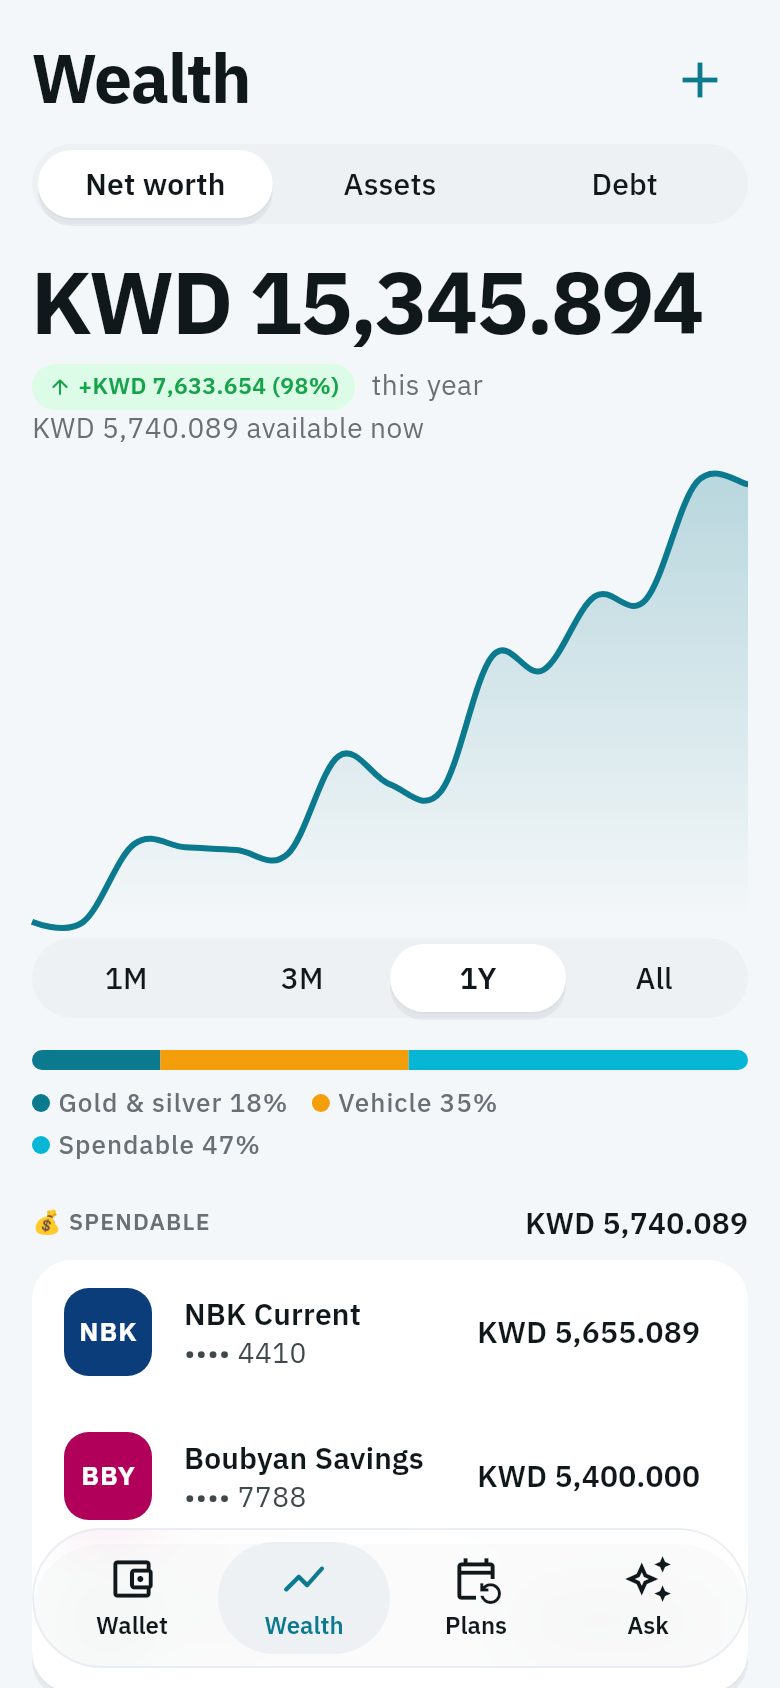 Wealth
Net worth Assets Debt
KWD 15,345.894
↑ +KWD 7,633.654 (98%) this year
KWD 5,740.089 available now
1M 3M 1Y All
Gold & silver 18% Vehicle 35%
Spendable 47%
💰 SPENDABLE KWD 5,740.089
NBK NBK Current KWD 5,655.089
•••• 4410
BBY Boubyan Savings KWD 5,400.000
•••• 7788
Wallet Wealth Plans Ask